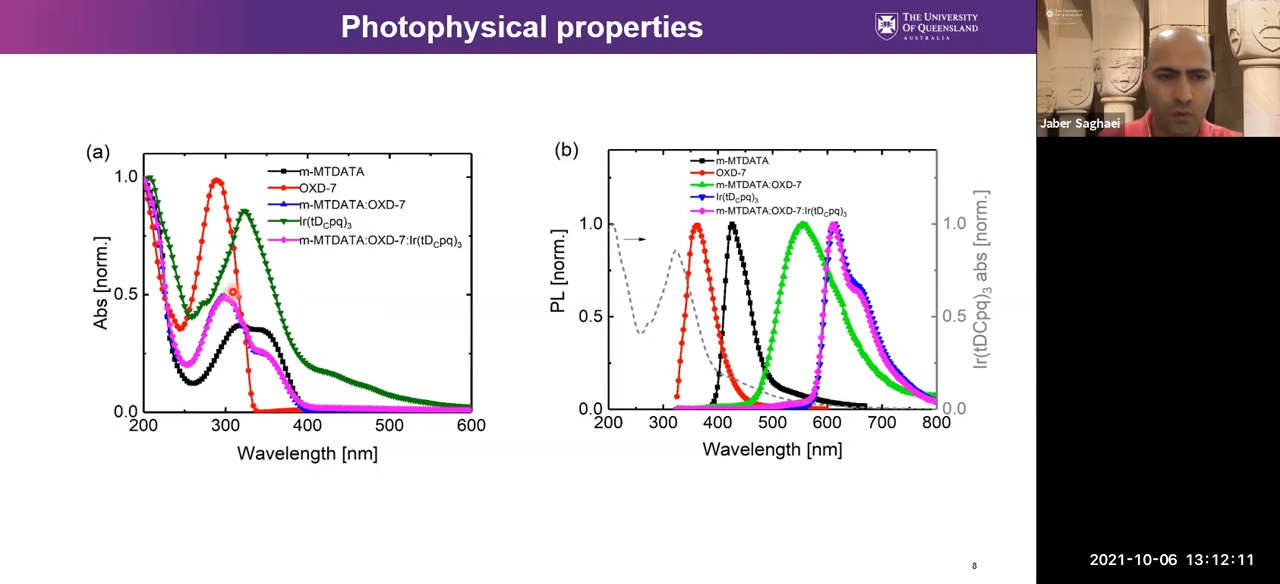 Photophysical properties
THE UNIVERSITY
OF QUEENSLAND
AUSTRALIA
Jaber Saghaei
(a)
m-MTDATA
OXD-7
m-MTDATA:OXD-7
Ir(tDCpq)3
m-MTDATA:OXD-7:Ir(tDCpq)3
1.0
0.5
0.0
Abs [norm.]
200 300 400 500 600
Wavelength [nm]
(b)
m-MTDATA
OXD-7
m-MTDATA:OXD-7
Ir(tDCpq)3
m-MTDATA:OXD-7:Ir(tDCpq)3
1.0
0.5
0.0
PL [norm.]
1.0
0.5
0.0
Ir(tDCpq)3 abs [norm.]
200 300 400 500 600 700 800
Wavelength [nm]
8
2021-10-06 13:12:11